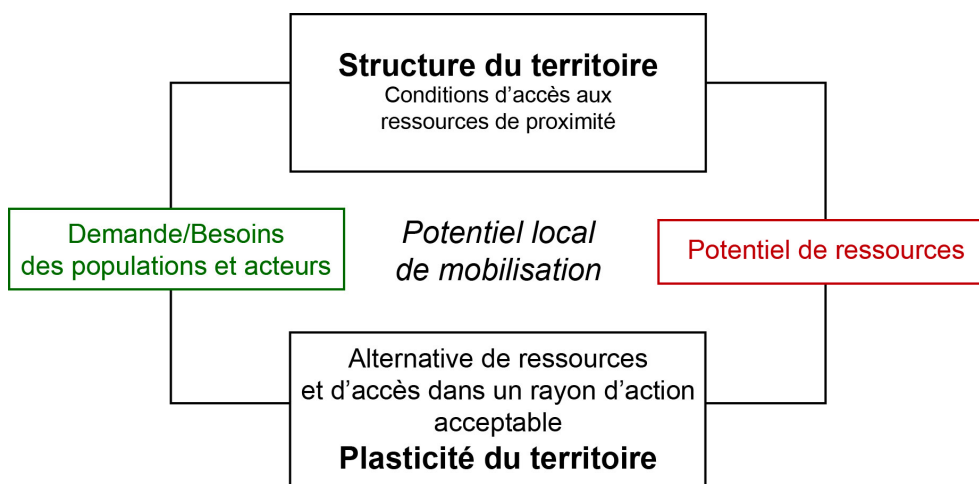 Structure du territoire
Conditions d'accès aux
ressources de proximité
Demande/Besoins
des populations et acteurs
Potentiel local
de mobilisation
Potentiel de ressources
Alternative de ressources
et d'accès dans un rayon d'action
acceptable
Plasticité du territoire